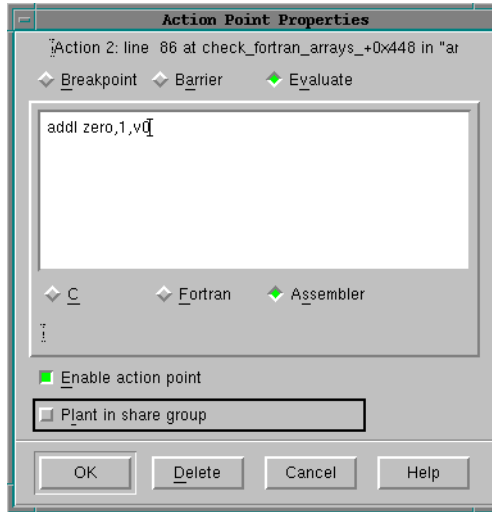 Action Point Properties
Action 2: line 86 at check_fortran_arrays_+0x448 in "ar
Breakpoint Barrier Evaluate
addl zero,1,v0
C Fortran Assembler
Enable action point
Plant in share group
OK Delete Cancel Help